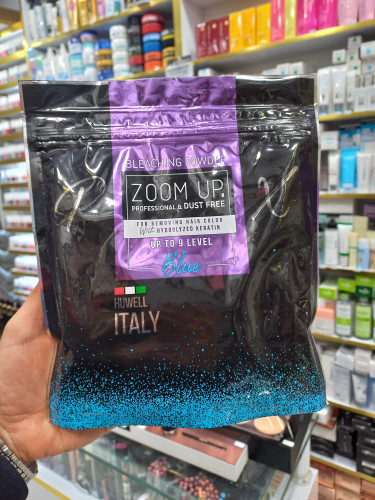 BLEACHING POWDER
ZOOM UP.
PROFESSIONAL & DUST FREE
FOR REMOVING HAIR COLOR
With HYDROLYZED KERATIN
UP TO 9 LEVEL
Blue
HUWELL
ITALY